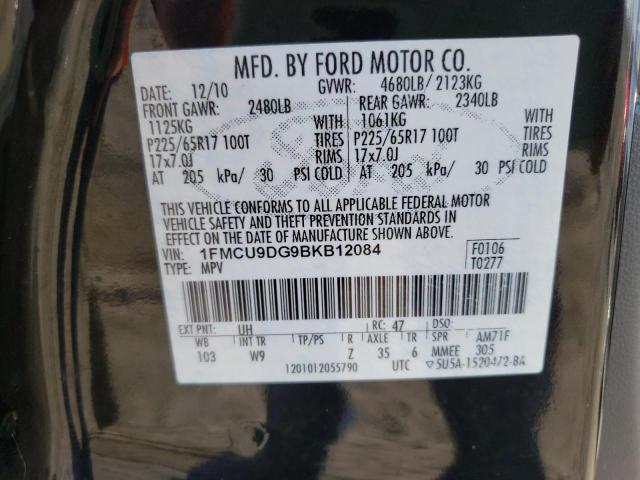 MFD. BY FORD MOTOR CO.
DATE: 12/10 GVWR: 4680LB/ 2123KG
FRONT GAWR: 2480LB REAR GAWR: 2340LB
1125KG WITH 1061KG WITH
P225/65R17 100T TIRES P225/65R17 100T TIRES
17x7.0J RIMS 17x7.0J RIMS
AT 205 kPa/ 30 PSI COLD AT 205 kPa/ 30 PSI COLD
THIS VEHICLE CONFORMS TO ALL APPLICABLE FEDERAL MOTOR
VEHICLE SAFETY AND THEFT PREVENTION STANDARDS IN
EFFECT ON THE DATE OF MANUFACTURE SHOWN ABOVE.
VIN: 1FMCU9DG9BKB12084 F0106
TYPE: MPV T0277
EXT PNT: UH RC: 47 DSO:
WB INT TR TP/PS R AXLE TR SPR AM71F
103 W9 Z 35 6 MMEE 305
1201012055790 UTC ▽5U5A-1520472-BA